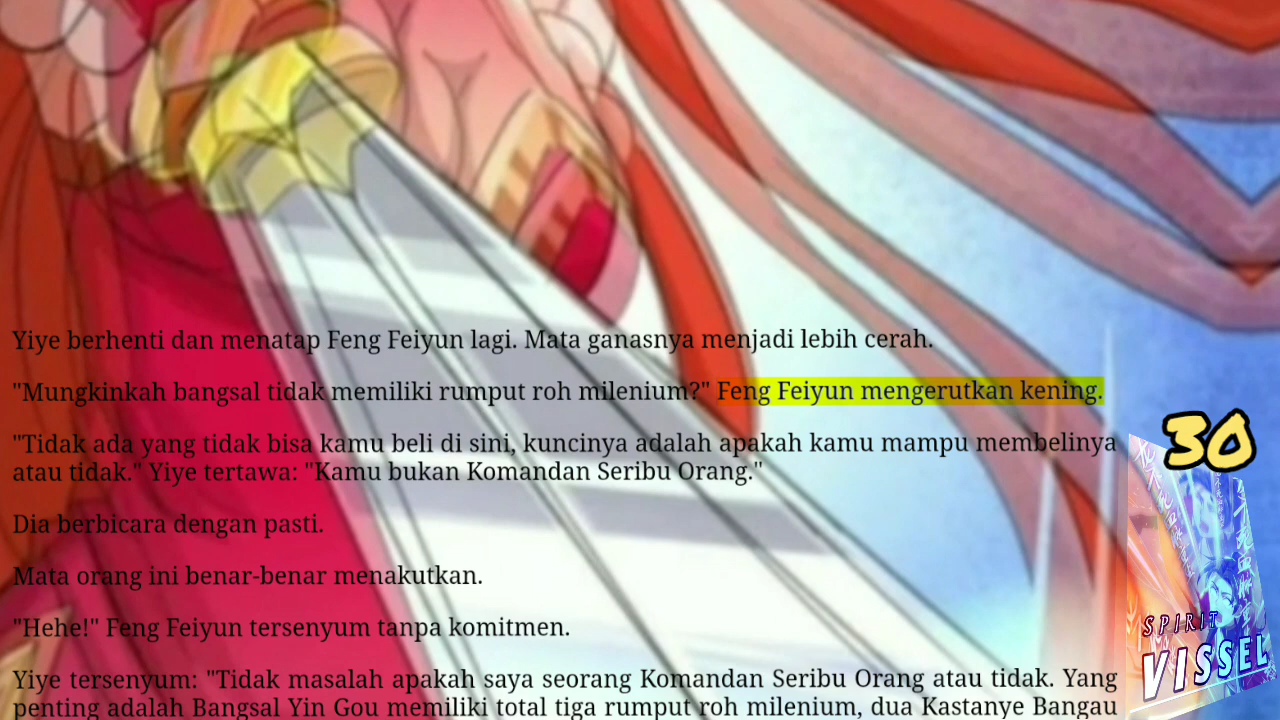 Yiye berhenti dan menatap Feng Feiyun lagi. Mata ganasnya menjadi lebih cerah.
"Mungkinkah bangsal tidak memiliki rumput roh milenium?" Feng Feiyun mengerutkan kening.
"Tidak ada yang tidak bisa kamu beli di sini, kuncinya adalah apakah kamu mampu membelinya
atau tidak." Yiye tertawa: "Kamu bukan Komandan Seribu Orang."
Dia berbicara dengan pasti.
Mata orang ini benar-benar menakutkan.
"Hehe!" Feng Feiyun tersenyum tanpa komitmen.
Yiye tersenyum: "Tidak masalah apakah saya seorang Komandan Seribu Orang atau tidak. Yang
penting adalah Bangsal Yin Gou memiliki total tiga rumput roh milenium, dua Kastanye Bangau
30
SPIRIT
VISSEL